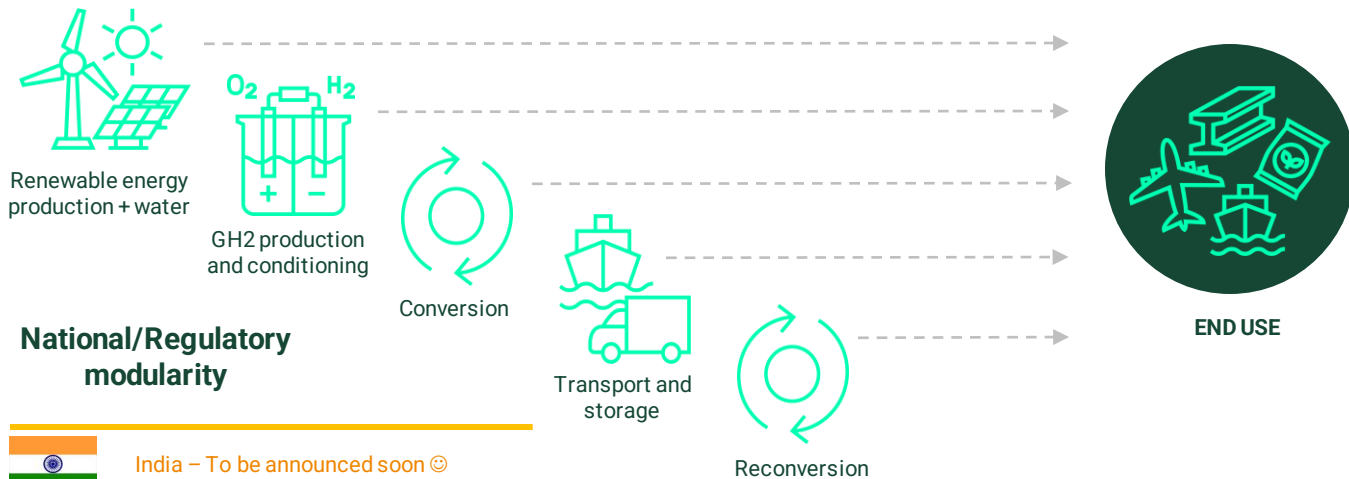 Renewable energy
production + water
O2 H2
+ −
GH2 production
and conditioning
Conversion
Transport and
storage
Reconversion
END USE
National/Regulatory
modularity
India – To be announced soon ☺